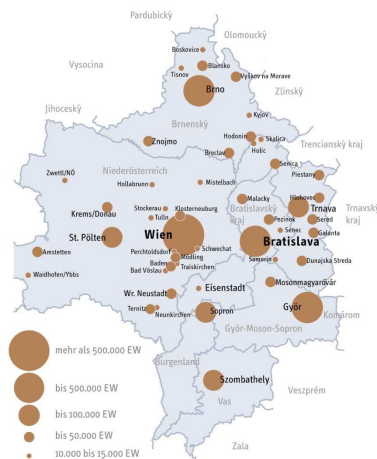 Pardubický
Olomoucký
Boskovice
Vysocina
Blansko
Tisnov
Vyškov na Morave
Brno
Zlínský
Jihoceský
Kyjov
Brnenský
Hodonin
Skalica
Znojmo
Holic
Trencianský kraj
Breclav
Senica
Niederösterreich
Piestany
Zwettl/NÖ
Hollabrunn
Mistelbach
Malacky
Hlohovec
Krems/Donau
Stockerau
Klosterneuburg
Bratislavský
kraj
Trnava
Trnavský
kraj
Tulln
Pezinok
Sered
St. Pölten
Wien
Senec
Galanta
Bratislava
Amstetten
Perchtoldsdorf
Schwechat
Mödling
Samerin
Dunajska Streda
Baden
Traiskirchen
Waidhofen/Ybbs
Bad Vöslau
Mosonmagyaróvár
Wr. Neustadt
Eisenstadt
Ternitz
Neunkirchen
Sopron
Györ
Komárom
Györ-Moson-Sopron
mehr als 500.000 EW
Burgenland
bis 500.000 EW
Szombathely
Veszprém
Vas
bis 100.000 EW
bis 50.000 EW
Zala
10.000 bis 15.000 EW